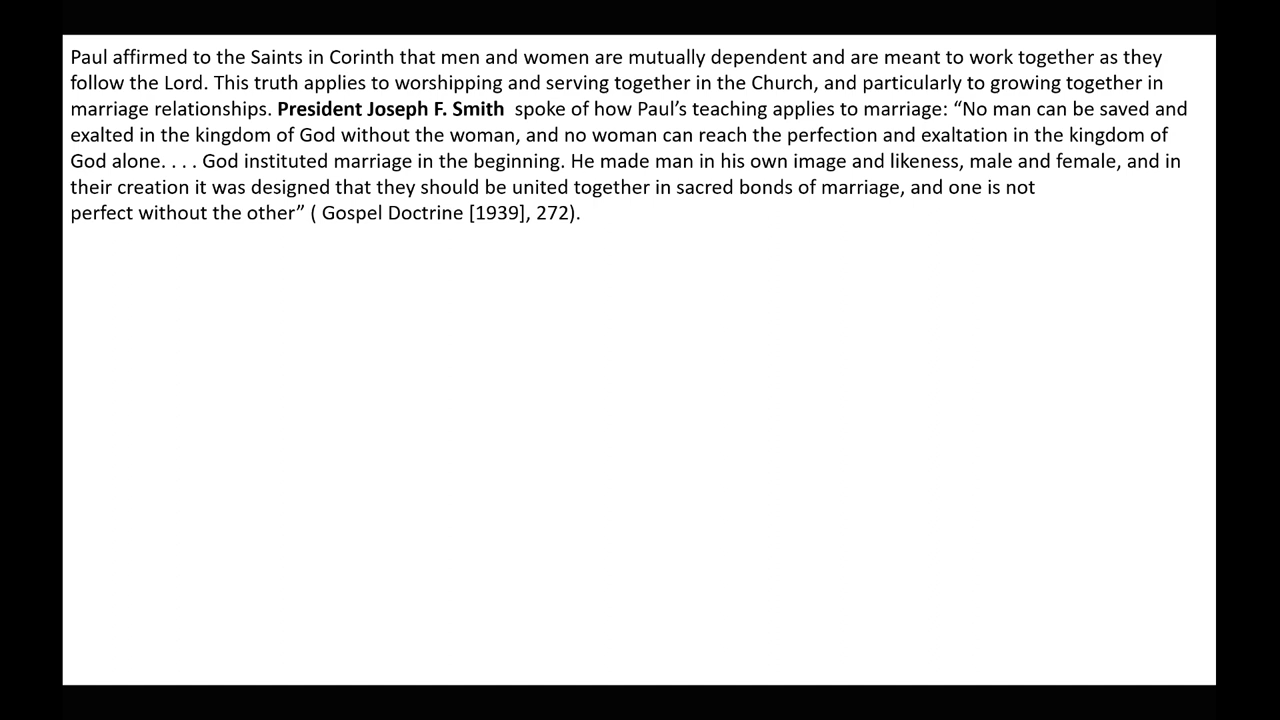 Paul affirmed to the Saints in Corinth that men and women are mutually dependent and are meant to work together as they
follow the Lord. This truth applies to worshipping and serving together in the Church, and particularly to growing together in
marriage relationships. President Joseph F. Smith  spoke of how Paul’s teaching applies to marriage: “No man can be saved and
exalted in the kingdom of God without the woman, and no woman can reach the perfection and exaltation in the kingdom of
God alone. . . . God instituted marriage in the beginning. He made man in his own image and likeness, male and female, and in
their creation it was designed that they should be united together in sacred bonds of marriage, and one is not
perfect without the other” ( Gospel Doctrine [1939], 272).